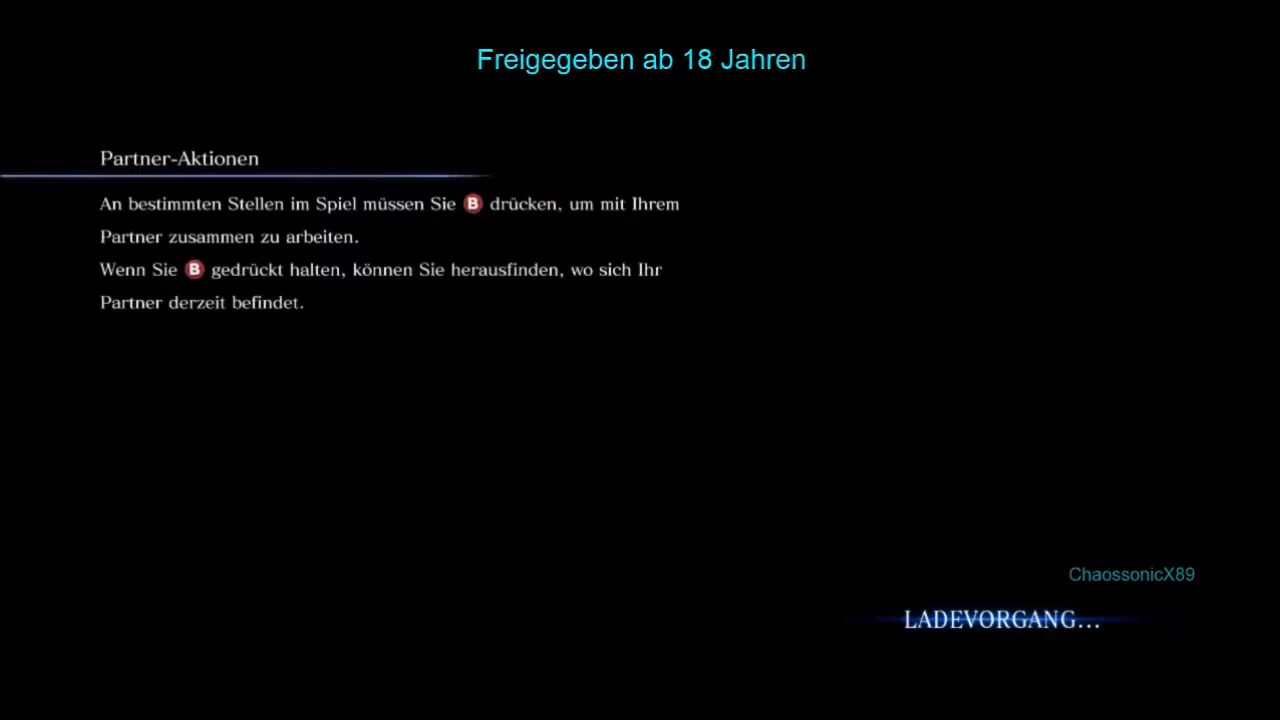 Freigegeben ab 18 Jahren
Partner-Aktionen
An bestimmten Stellen im Spiel müssen Sie B drücken, um mit Ihrem
Partner zusammen zu arbeiten.
Wenn Sie B gedrückt halten, können Sie herausfinden, wo sich Ihr
Partner derzeit befindet.
ChaossonicX89
LADEVORGANG...